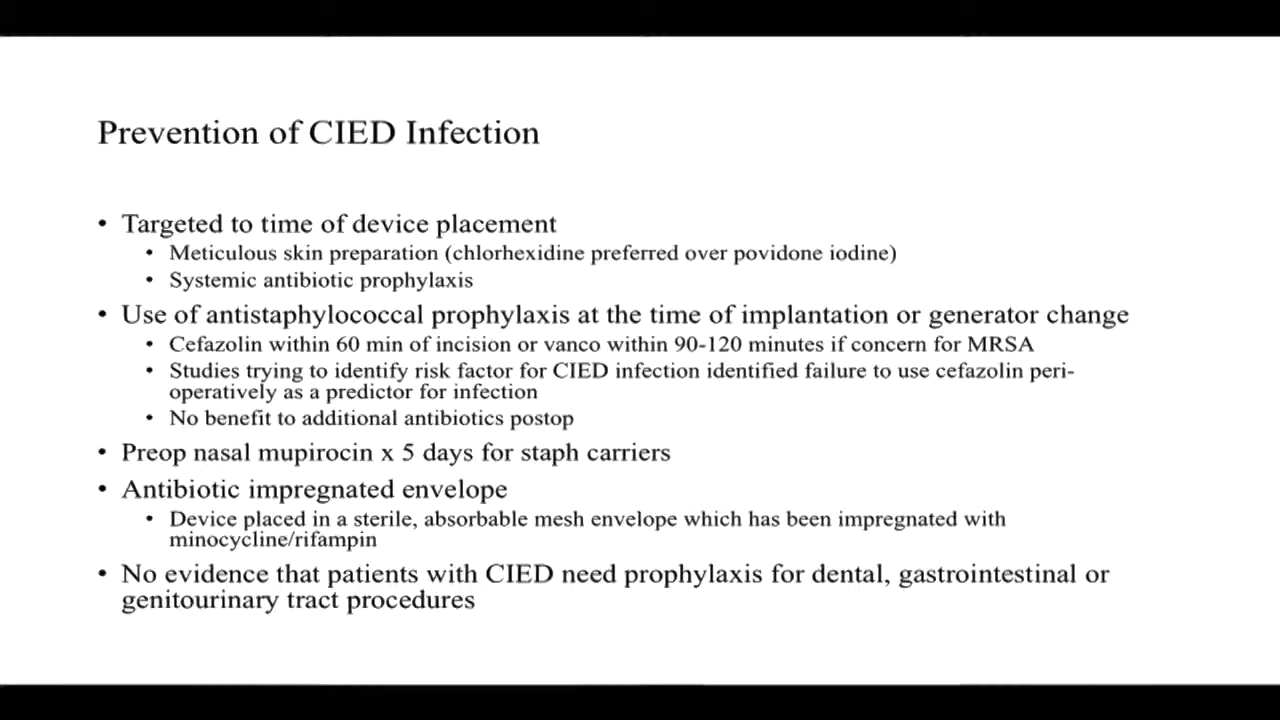 Prevention of CIED Infection
• Targeted to time of device placement
• Meticulous skin preparation (chlorhexidine preferred over povidone iodine)
• Systemic antibiotic prophylaxis
• Use of antistaphylococcal prophylaxis at the time of implantation or generator change
• Cefazolin within 60 min of incision or vanco within 90-120 minutes if concern for MRSA
• Studies trying to identify risk factor for CIED infection identified failure to use cefazolin peri-
operatively as a predictor for infection
• No benefit to additional antibiotics postop
• Preop nasal mupirocin x 5 days for staph carriers
• Antibiotic impregnated envelope
• Device placed in a sterile, absorbable mesh envelope which has been impregnated with
minocycline/rifampin
• No evidence that patients with CIED need prophylaxis for dental, gastrointestinal or
genitourinary tract procedures